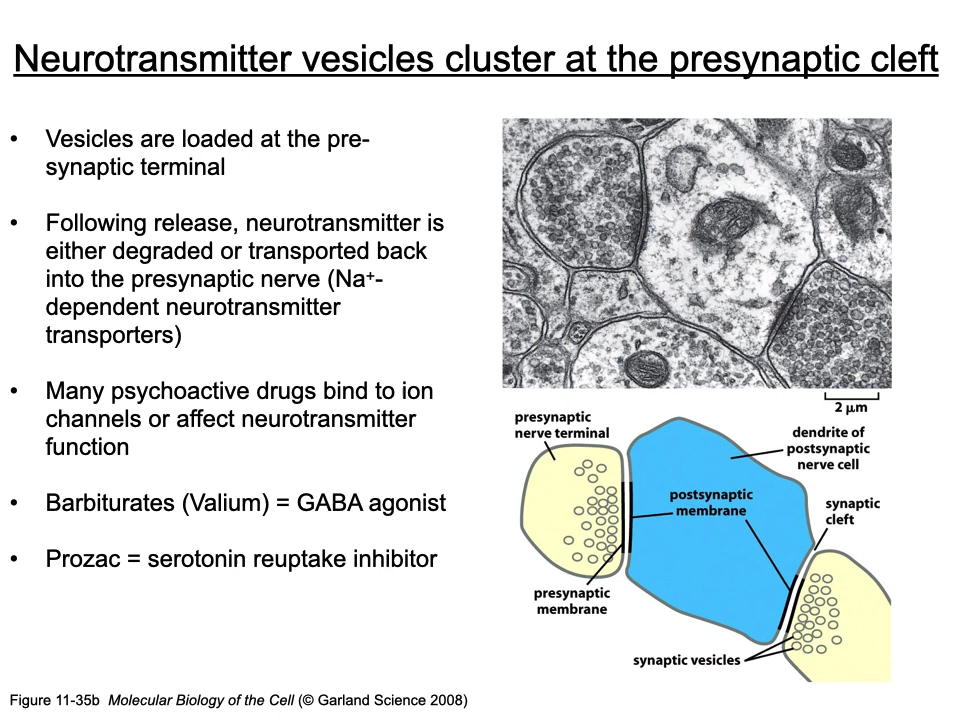 Neurotransmitter vesicles cluster at the presynaptic cleft
• Vesicles are loaded at the pre-
synaptic terminal
• Following release, neurotransmitter is
either degraded or transported back
into the presynaptic nerve (Na⁺-
dependent neurotransmitter
transporters)
• Many psychoactive drugs bind to ion
channels or affect neurotransmitter
function
• Barbiturates (Valium) = GABA agonist
• Prozac = serotonin reuptake inhibitor
2 µm
presynaptic
nerve terminal
dendrite of
postsynaptic
nerve cell
postsynaptic
membrane
synaptic
cleft
presynaptic
membrane
synaptic vesicles
Figure 11-35b Molecular Biology of the Cell (© Garland Science 2008)